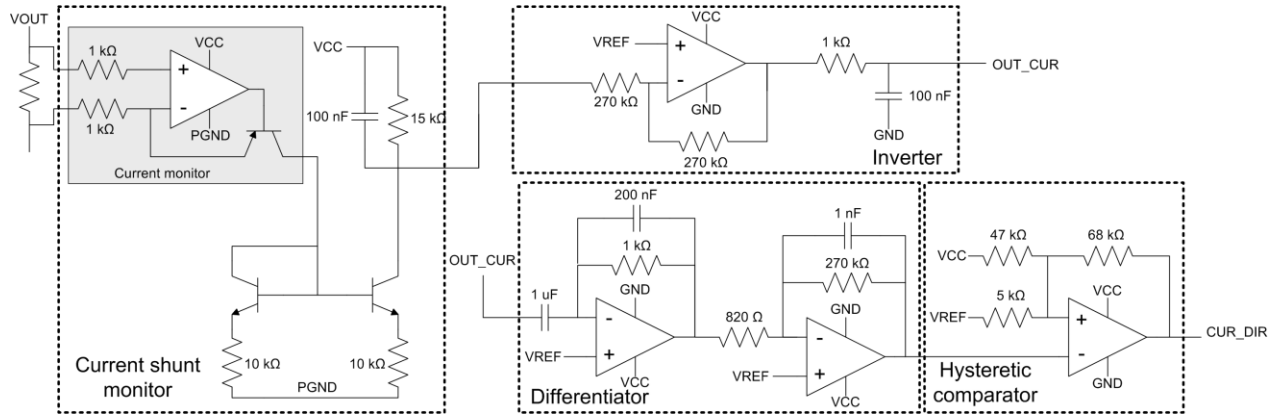 VOUT
1 kΩ
VCC
1 kΩ
PGND
Current monitor
VCC
100 nF
15 kΩ
10 kΩ
10 kΩ
PGND
Current shunt
monitor
VREF
VCC
270 kΩ
GND
270 kΩ
1 kΩ
OUT_CUR
100 nF
GND
Inverter
OUT_CUR
1 uF
200 nF
1 kΩ
GND
VREF
VCC
820 Ω
1 nF
270 kΩ
GND
VREF
VCC
Differentiator
47 kΩ
68 kΩ
VCC
5 kΩ
VREF
VCC
GND
CUR_DIR
Hysteretic
comparator